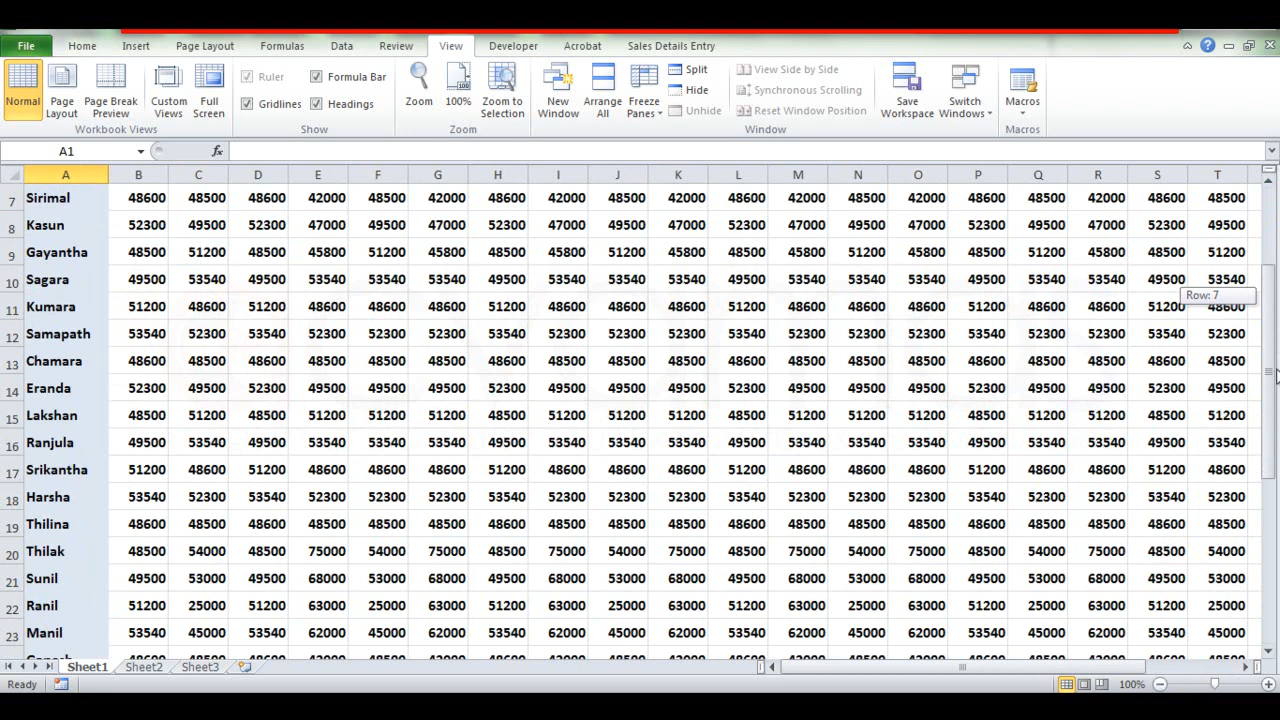 File Home Insert Page Layout Formulas Data Review View Developer Acrobat Sales Details Entry
Normal Page Layout Page Break Preview Custom Views Full Screen
Ruler Formula Bar
Gridlines Headings
Zoom 100% Zoom to Selection New Window Arrange All Freeze Panes
Split
Hide
Unhide
View Side by Side
Synchronous Scrolling
Reset Window Position
Save Workspace Switch Windows Macros
Workbook Views Show Zoom Window Macros
A1 fx
A B C D E F G H I J K L M N O P Q R S T
7 Sirimal 48600 48500 48600 42000 48500 42000 48600 42000 48500 42000 48600 42000 48500 42000 48600 48500 42000 48600 48500
8 Kasun 52300 49500 52300 47000 49500 47000 52300 47000 49500 47000 52300 47000 49500 47000 52300 49500 47000 52300 49500
9 Gayantha 48500 51200 48500 45800 51200 45800 48500 45800 51200 45800 48500 45800 51200 45800 48500 51200 45800 48500 51200
10 Sagara 49500 53540 49500 53540 53540 53540 49500 53540 53540 53540 49500 53540 53540 53540 49500 53540 53540 49500 53540
Row: 7
11 Kumara 51200 48600 51200 48600 48600 48600 51200 48600 48600 48600 51200 48600 48600 48600 51200 48600 48600 51200 48600
12 Samapath 53540 52300 53540 52300 52300 52300 53540 52300 52300 52300 53540 52300 52300 52300 53540 52300 52300 53540 52300
13 Chamara 48600 48500 48600 48500 48500 48500 48600 48500 48500 48500 48600 48500 48500 48500 48600 48500 48500 48600 48500
14 Eranda 52300 49500 52300 49500 49500 49500 52300 49500 49500 49500 52300 49500 49500 49500 52300 49500 49500 52300 49500
15 Lakshan 48500 51200 48500 51200 51200 51200 48500 51200 51200 51200 48500 51200 51200 51200 48500 51200 51200 48500 51200
16 Ranjula 49500 53540 49500 53540 53540 53540 49500 53540 53540 53540 49500 53540 53540 53540 49500 53540 53540 49500 53540
17 Srikantha 51200 48600 51200 48600 48600 48600 51200 48600 48600 48600 51200 48600 48600 48600 51200 48600 48600 51200 48600
18 Harsha 53540 52300 53540 52300 52300 52300 53540 52300 52300 52300 53540 52300 52300 52300 53540 52300 52300 53540 52300
19 Thilina 48600 48500 48600 48500 48500 48500 48600 48500 48500 48500 48600 48500 48500 48500 48600 48500 48500 48600 48500
20 Thilak 48500 54000 48500 75000 54000 75000 48500 75000 54000 75000 48500 75000 54000 75000 48500 54000 75000 48500 54000
21 Sunil 49500 53000 49500 68000 53000 68000 49500 68000 53000 68000 49500 68000 53000 68000 49500 53000 68000 49500 53000
22 Ranil 51200 25000 51200 63000 25000 63000 51200 63000 25000 63000 51200 63000 25000 63000 51200 25000 63000 51200 25000
23 Manil 53540 45000 53540 62000 45000 62000 53540 62000 45000 62000 53540 62000 45000 62000 53540 45000 62000 53540 45000
Sheet1 Sheet2 Sheet3
Ready 100%